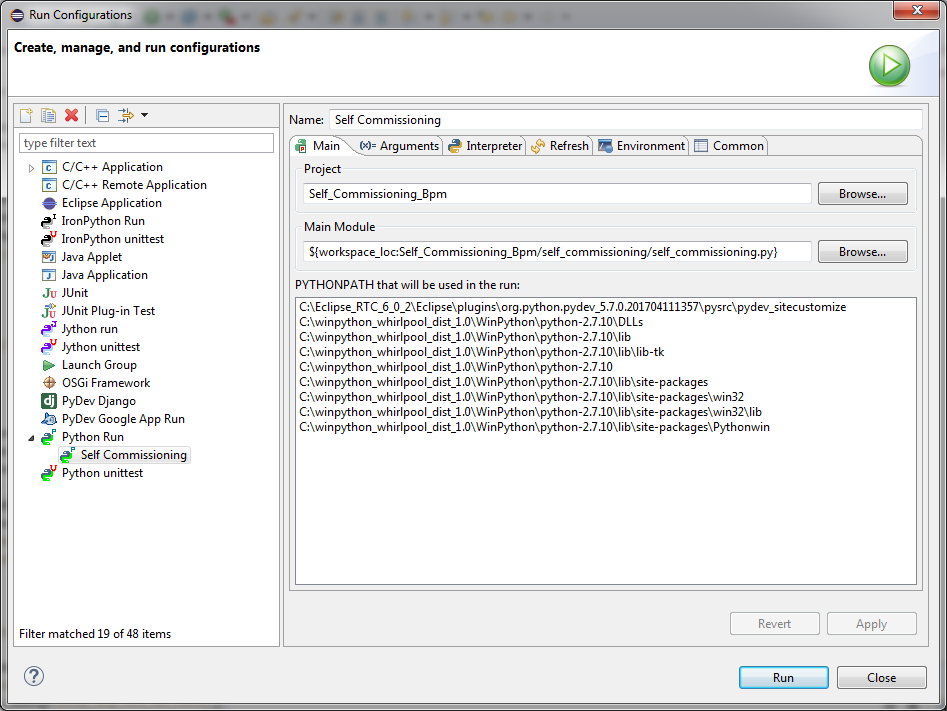 Run Configurations
Create, manage, and run configurations
type filter text
C/C++ Application
C/C++ Remote Application
Eclipse Application
IronPython Run
IronPython unittest
Java Applet
Java Application
JUnit
JUnit Plug-in Test
Jython run
Jython unittest
Launch Group
OSGi Framework
PyDev Django
PyDev Google App Run
Python Run
Self Commissioning
Python unittest
Filter matched 19 of 48 items
Name: Self Commissioning
Main (x)= Arguments Interpreter Refresh Environment Common
Project
Self_Commissioning_Bpm Browse...
Main Module
${workspace_loc:Self_Commissioning_Bpm/self_commissioning/self_commissioning.py} Browse...
PYTHONPATH that will be used in the run:
C:\Eclipse_RTC_6_0_2\Eclipse\plugins\org.python.pydev_5.7.0.201704111357\pysrc\pydev_sitecustomize
C:\winpython_whirlpool_dist_1.0\WinPython\python-2.7.10\DLLs
C:\winpython_whirlpool_dist_1.0\WinPython\python-2.7.10\lib
C:\winpython_whirlpool_dist_1.0\WinPython\python-2.7.10\lib\lib-tk
C:\winpython_whirlpool_dist_1.0\WinPython\python-2.7.10
C:\winpython_whirlpool_dist_1.0\WinPython\python-2.7.10\lib\site-packages
C:\winpython_whirlpool_dist_1.0\WinPython\python-2.7.10\lib\site-packages\win32
C:\winpython_whirlpool_dist_1.0\WinPython\python-2.7.10\lib\site-packages\win32\lib
C:\winpython_whirlpool_dist_1.0\WinPython\python-2.7.10\lib\site-packages\Pythonwin
Revert Apply
? Run Close